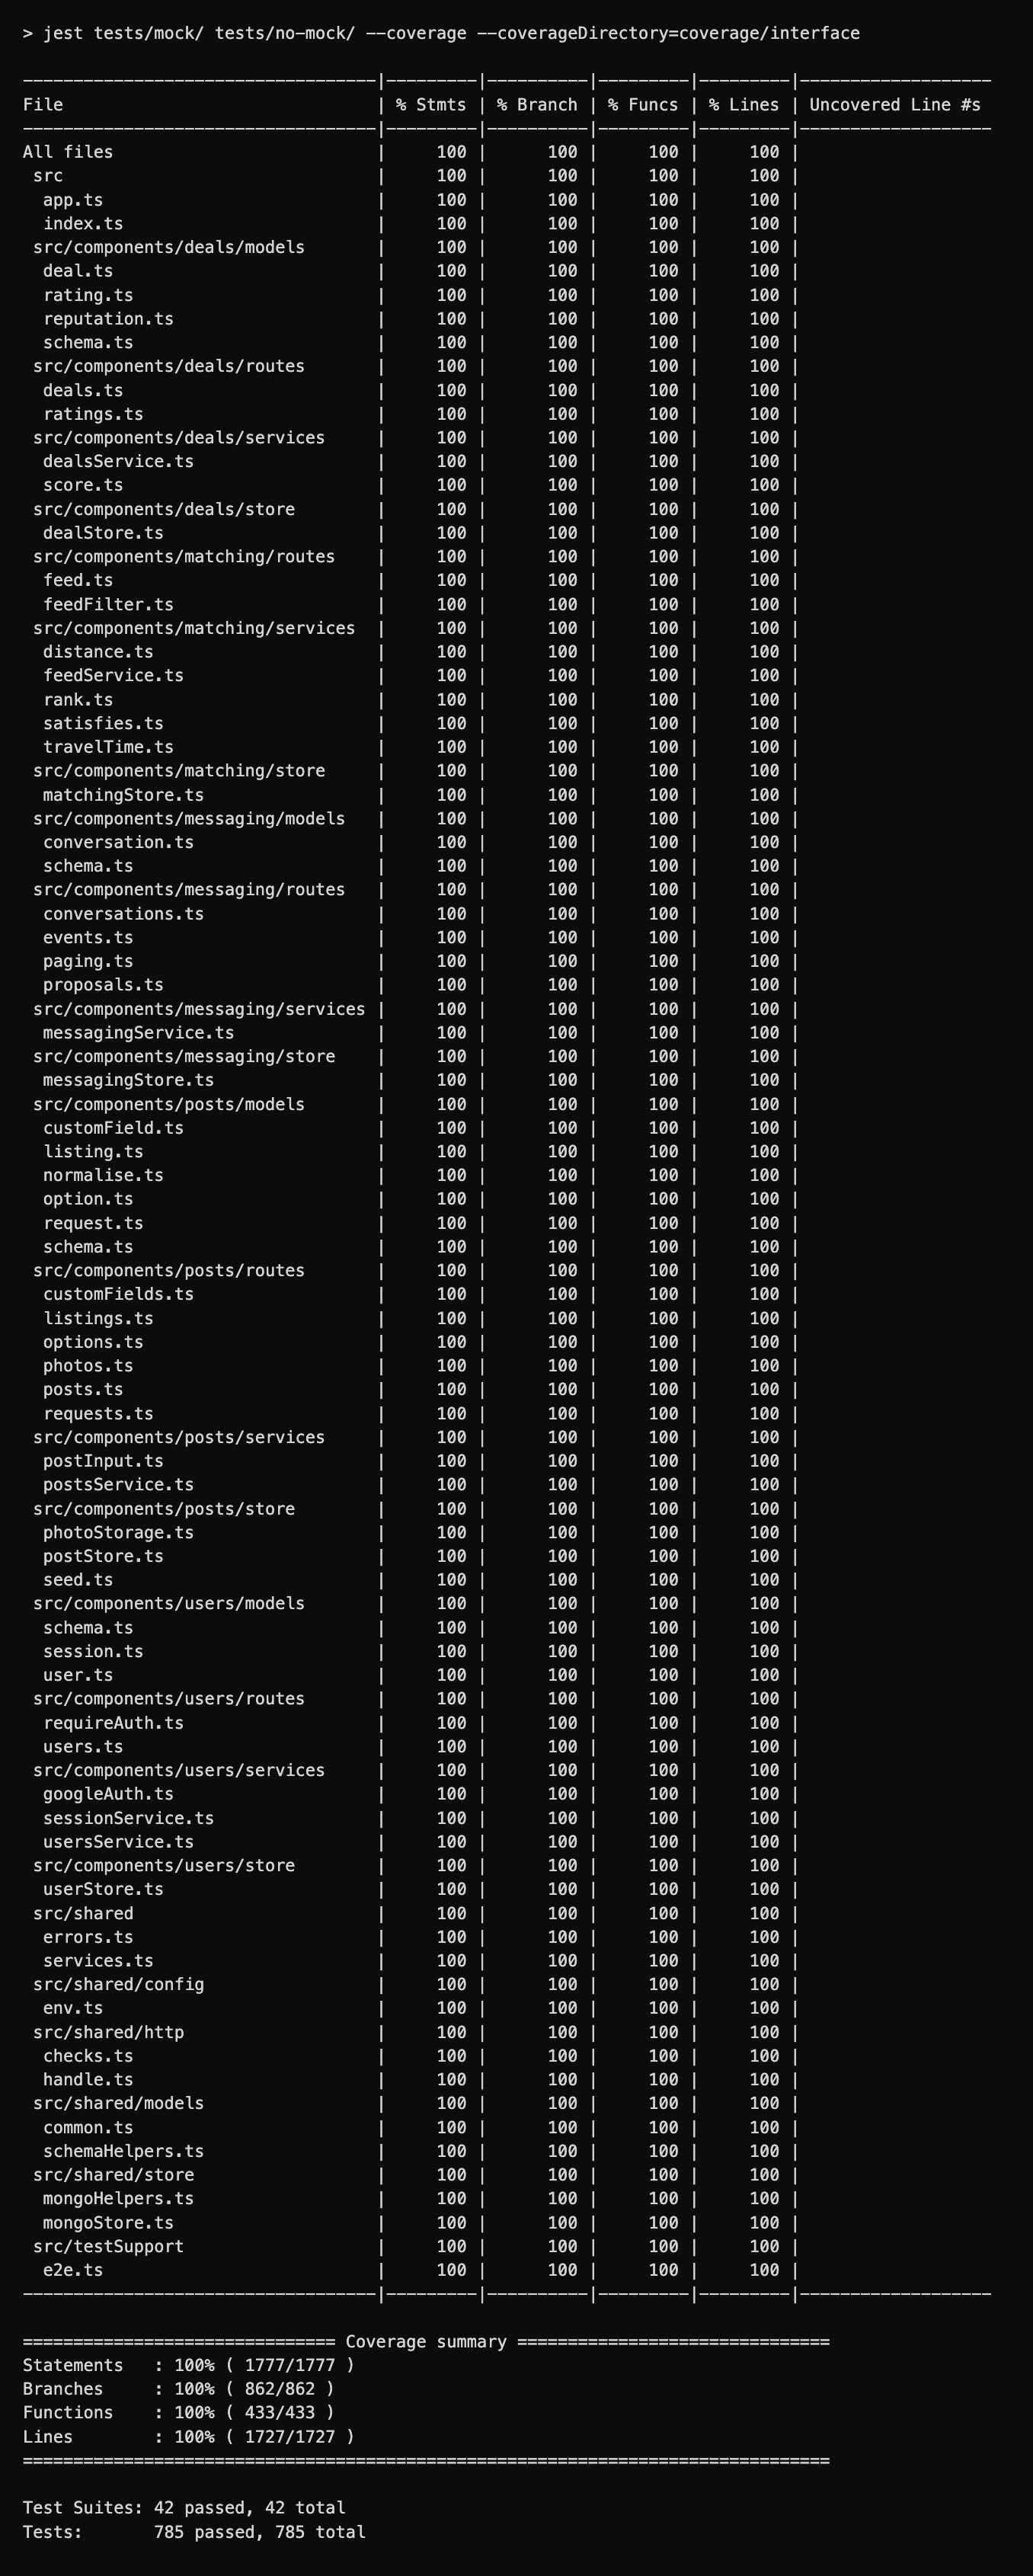 > jest tests/mock/ tests/no-mock/ --coverage --coverageDirectory=coverage/interface
-----------------------------------|---------|----------|---------|---------|-------------------
File                               | % Stmts | % Branch | % Funcs | % Lines | Uncovered Line #s
-----------------------------------|---------|----------|---------|---------|-------------------
All files                          |     100 |      100 |     100 |     100 |
 src                               |     100 |      100 |     100 |     100 |
  app.ts                           |     100 |      100 |     100 |     100 |
  index.ts                         |     100 |      100 |     100 |     100 |
 src/components/deals/models       |     100 |      100 |     100 |     100 |
  deal.ts                          |     100 |      100 |     100 |     100 |
  rating.ts                        |     100 |      100 |     100 |     100 |
  reputation.ts                    |     100 |      100 |     100 |     100 |
  schema.ts                        |     100 |      100 |     100 |     100 |
 src/components/deals/routes       |     100 |      100 |     100 |     100 |
  deals.ts                         |     100 |      100 |     100 |     100 |
  ratings.ts                       |     100 |      100 |     100 |     100 |
 src/components/deals/services     |     100 |      100 |     100 |     100 |
  dealsService.ts                  |     100 |      100 |     100 |     100 |
  score.ts                         |     100 |      100 |     100 |     100 |
 src/components/deals/store        |     100 |      100 |     100 |     100 |
  dealStore.ts                     |     100 |      100 |     100 |     100 |
 src/components/matching/routes    |     100 |      100 |     100 |     100 |
  feed.ts                          |     100 |      100 |     100 |     100 |
  feedFilter.ts                    |     100 |      100 |     100 |     100 |
 src/components/matching/services  |     100 |      100 |     100 |     100 |
  distance.ts                      |     100 |      100 |     100 |     100 |
  feedService.ts                   |     100 |      100 |     100 |     100 |
  rank.ts                          |     100 |      100 |     100 |     100 |
  satisfies.ts                     |     100 |      100 |     100 |     100 |
  travelTime.ts                    |     100 |      100 |     100 |     100 |
 src/components/matching/store     |     100 |      100 |     100 |     100 |
  matchingStore.ts                 |     100 |      100 |     100 |     100 |
 src/components/messaging/models   |     100 |      100 |     100 |     100 |
  conversation.ts                  |     100 |      100 |     100 |     100 |
  schema.ts                        |     100 |      100 |     100 |     100 |
 src/components/messaging/routes   |     100 |      100 |     100 |     100 |
  conversations.ts                 |     100 |      100 |     100 |     100 |
  events.ts                        |     100 |      100 |     100 |     100 |
  paging.ts                        |     100 |      100 |     100 |     100 |
  proposals.ts                     |     100 |      100 |     100 |     100 |
 src/components/messaging/services |     100 |      100 |     100 |     100 |
  messagingService.ts              |     100 |      100 |     100 |     100 |
 src/components/messaging/store    |     100 |      100 |     100 |     100 |
  messagingStore.ts                |     100 |      100 |     100 |     100 |
 src/components/posts/models       |     100 |      100 |     100 |     100 |
  customField.ts                   |     100 |      100 |     100 |     100 |
  listing.ts                       |     100 |      100 |     100 |     100 |
  normalise.ts                     |     100 |      100 |     100 |     100 |
  option.ts                        |     100 |      100 |     100 |     100 |
  request.ts                       |     100 |      100 |     100 |     100 |
  schema.ts                        |     100 |      100 |     100 |     100 |
 src/components/posts/routes       |     100 |      100 |     100 |     100 |
  customFields.ts                  |     100 |      100 |     100 |     100 |
  listings.ts                      |     100 |      100 |     100 |     100 |
  options.ts                       |     100 |      100 |     100 |     100 |
  photos.ts                        |     100 |      100 |     100 |     100 |
  posts.ts                         |     100 |      100 |     100 |     100 |
  requests.ts                      |     100 |      100 |     100 |     100 |
 src/components/posts/services     |     100 |      100 |     100 |     100 |
  postInput.ts                     |     100 |      100 |     100 |     100 |
  postsService.ts                  |     100 |      100 |     100 |     100 |
 src/components/posts/store        |     100 |      100 |     100 |     100 |
  photoStorage.ts                  |     100 |      100 |     100 |     100 |
  postStore.ts                     |     100 |      100 |     100 |     100 |
  seed.ts                          |     100 |      100 |     100 |     100 |
 src/components/users/models       |     100 |      100 |     100 |     100 |
  schema.ts                        |     100 |      100 |     100 |     100 |
  session.ts                       |     100 |      100 |     100 |     100 |
  user.ts                          |     100 |      100 |     100 |     100 |
 src/components/users/routes       |     100 |      100 |     100 |     100 |
  requireAuth.ts                   |     100 |      100 |     100 |     100 |
  users.ts                         |     100 |      100 |     100 |     100 |
 src/components/users/services     |     100 |      100 |     100 |     100 |
  googleAuth.ts                    |     100 |      100 |     100 |     100 |
  sessionService.ts                |     100 |      100 |     100 |     100 |
  usersService.ts                  |     100 |      100 |     100 |     100 |
 src/components/users/store        |     100 |      100 |     100 |     100 |
  userStore.ts                     |     100 |      100 |     100 |     100 |
 src/shared                        |     100 |      100 |     100 |     100 |
  errors.ts                        |     100 |      100 |     100 |     100 |
  services.ts                      |     100 |      100 |     100 |     100 |
 src/shared/config                 |     100 |      100 |     100 |     100 |
  env.ts                           |     100 |      100 |     100 |     100 |
 src/shared/http                   |     100 |      100 |     100 |     100 |
  checks.ts                        |     100 |      100 |     100 |     100 |
  handle.ts                        |     100 |      100 |     100 |     100 |
 src/shared/models                 |     100 |      100 |     100 |     100 |
  common.ts                        |     100 |      100 |     100 |     100 |
  schemaHelpers.ts                 |     100 |      100 |     100 |     100 |
 src/shared/store                  |     100 |      100 |     100 |     100 |
  mongoHelpers.ts                  |     100 |      100 |     100 |     100 |
  mongoStore.ts                    |     100 |      100 |     100 |     100 |
 src/testSupport                   |     100 |      100 |     100 |     100 |
  e2e.ts                           |     100 |      100 |     100 |     100 |
-----------------------------------|---------|----------|---------|---------|-------------------
=============================== Coverage summary ===============================
Statements   : 100% ( 1777/1777 )
Branches     : 100% ( 862/862 )
Functions    : 100% ( 433/433 )
Lines        : 100% ( 1727/1727 )
================================================================================
Test Suites: 42 passed, 42 total
Tests:       785 passed, 785 total